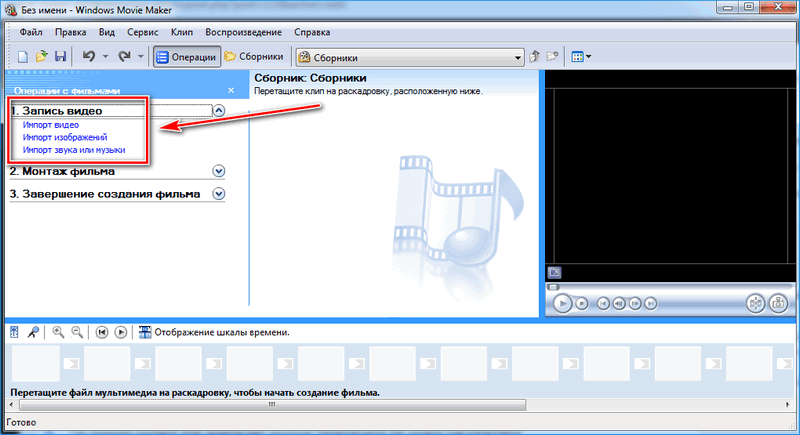 Без имени - Windows Movie Maker
Файл Правка Вид Сервис Клип Воспроизведение Справка
Операции Сборники Сборники
Операции с фильмами
1. Запись видео
Импорт видео
Импорт изображений
Импорт звука или музыки
2. Монтаж фильма
3. Завершение создания фильма
Сборник: Сборники
Перетащите клип на раскадровку, расположенную ниже.
Отображение шкалы времени.
Перетащите файл мультимедиа на раскадровку, чтобы начать создание фильма.
Готово